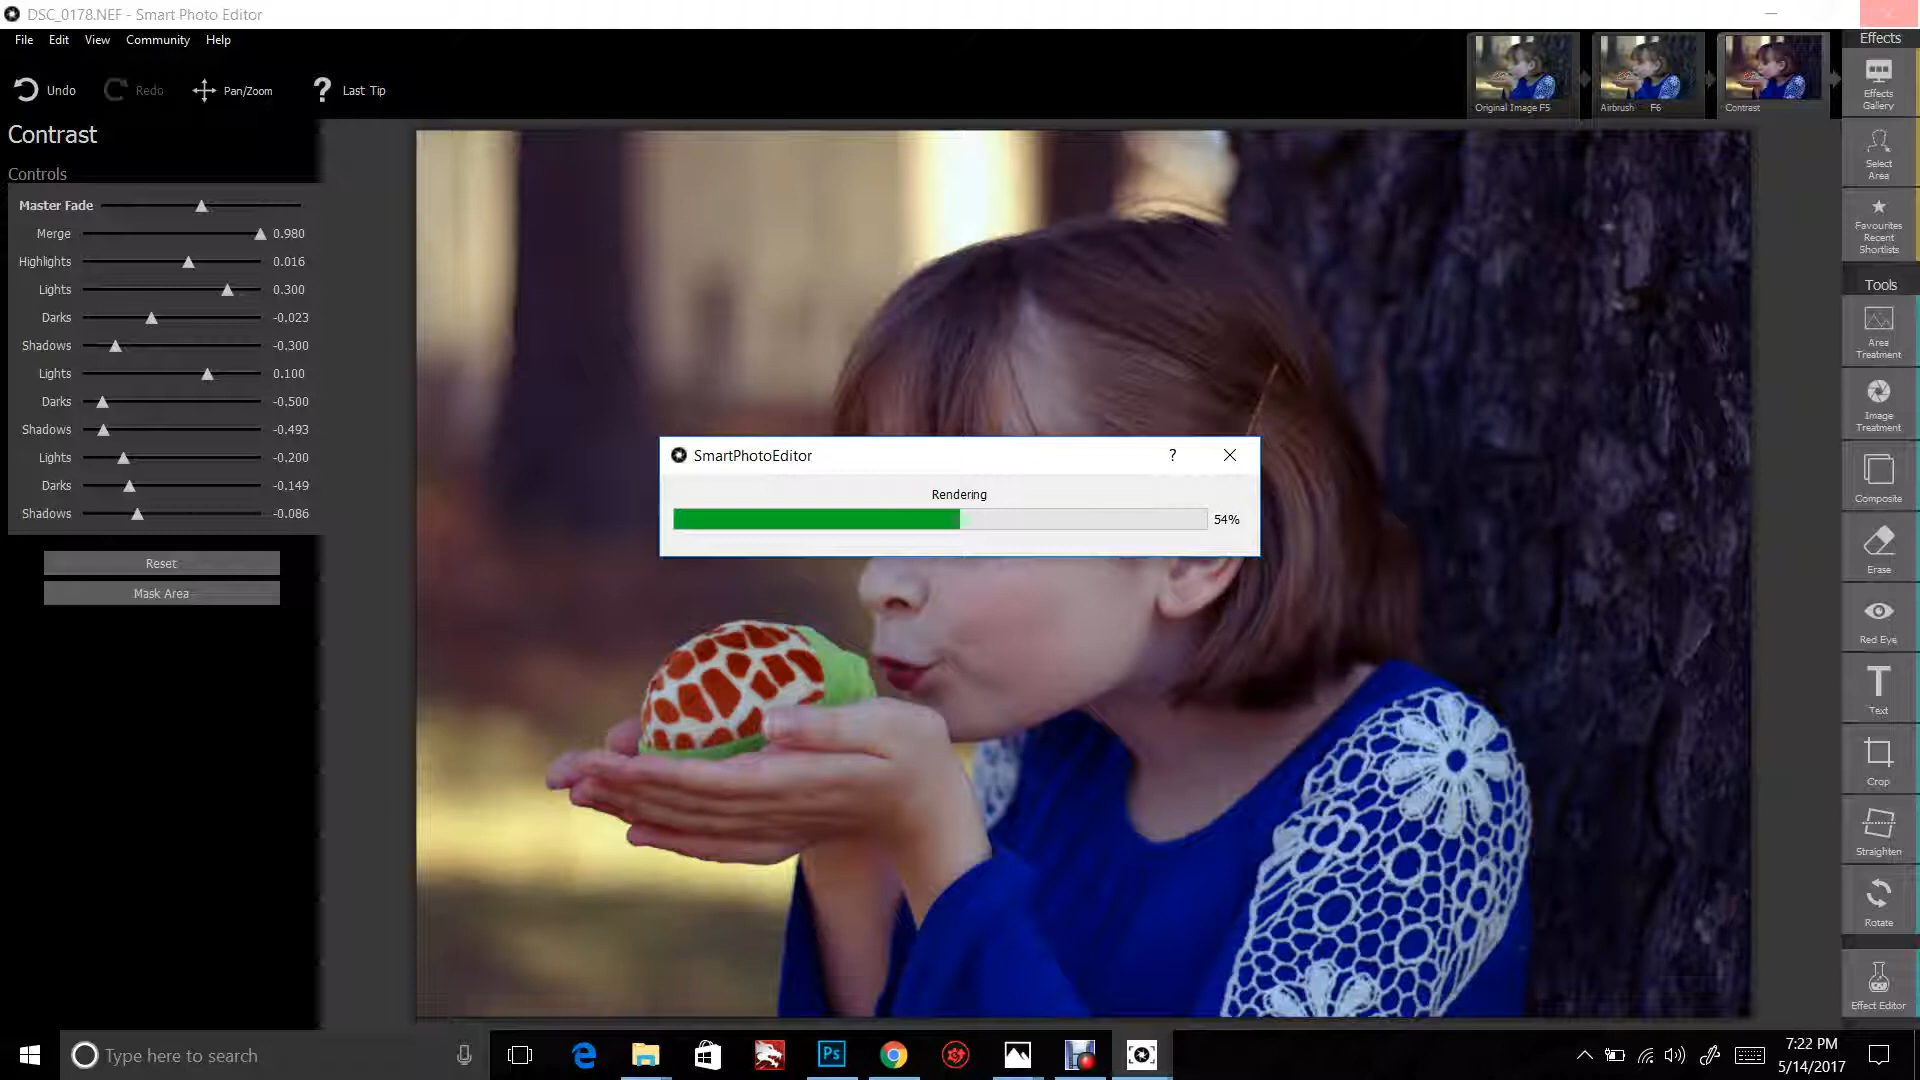 DSC_0178.NEF - Smart Photo Editor
File Edit View Community Help
Undo Redo Pan/Zoom ? Last Tip
Original Image F5
Airbrush F6
Contrast
Contrast
Controls
Master Fade
Merge 0.980
Highlights 0.016
Lights 0.300
Darks -0.023
Shadows -0.300
Lights 0.100
Darks -0.500
Shadows -0.493
Lights -0.200
Darks -0.149
Shadows -0.086
Reset
Mask Area
SmartPhotoEditor ?
Rendering
54%
Effects
Effects
Gallery
Select
Area
Favourites
Recent
Shortlists
Tools
Area
Treatment
Image
Treatment
Composite
Erase
Red Eye
T
Text
Crop
Straighten
Rotate
Effect Editor
Type here to search
Ps
7:22 PM
5/14/2017